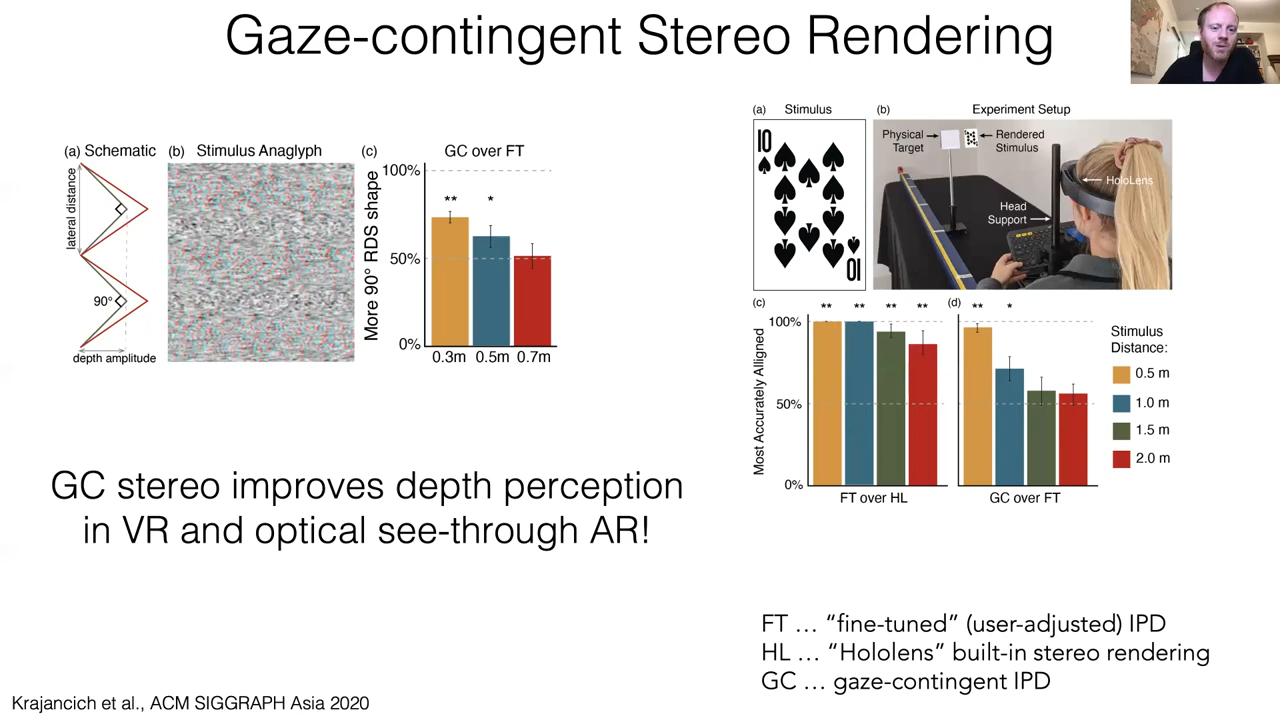 Gaze-contingent Stereo Rendering
(a) Schematic
lateral distance
90°
depth amplitude
(b) Stimulus Anaglyph
(c) GC over FT
More 90° RDS shape
100%
50%
0%
** *
0.3m 0.5m 0.7m
GC stereo improves depth perception
in VR and optical see-through AR!
(a) Stimulus
10
10
(b) Experiment Setup
Physical
Target
Rendered
Stimulus
HoloLens
Head
Support
(c)
Most Accurately Alligned
100%
50%
0%
** ** ** **
FT over HL
(d)
** *
GC over FT
Stimulus
Distance:
0.5 m
1.0 m
1.5 m
2.0 m
FT … “fine-tuned” (user-adjusted) IPD
HL … “Hololens” built-in stereo rendering
GC … gaze-contingent IPD
Krajancich et al., ACM SIGGRAPH Asia 2020